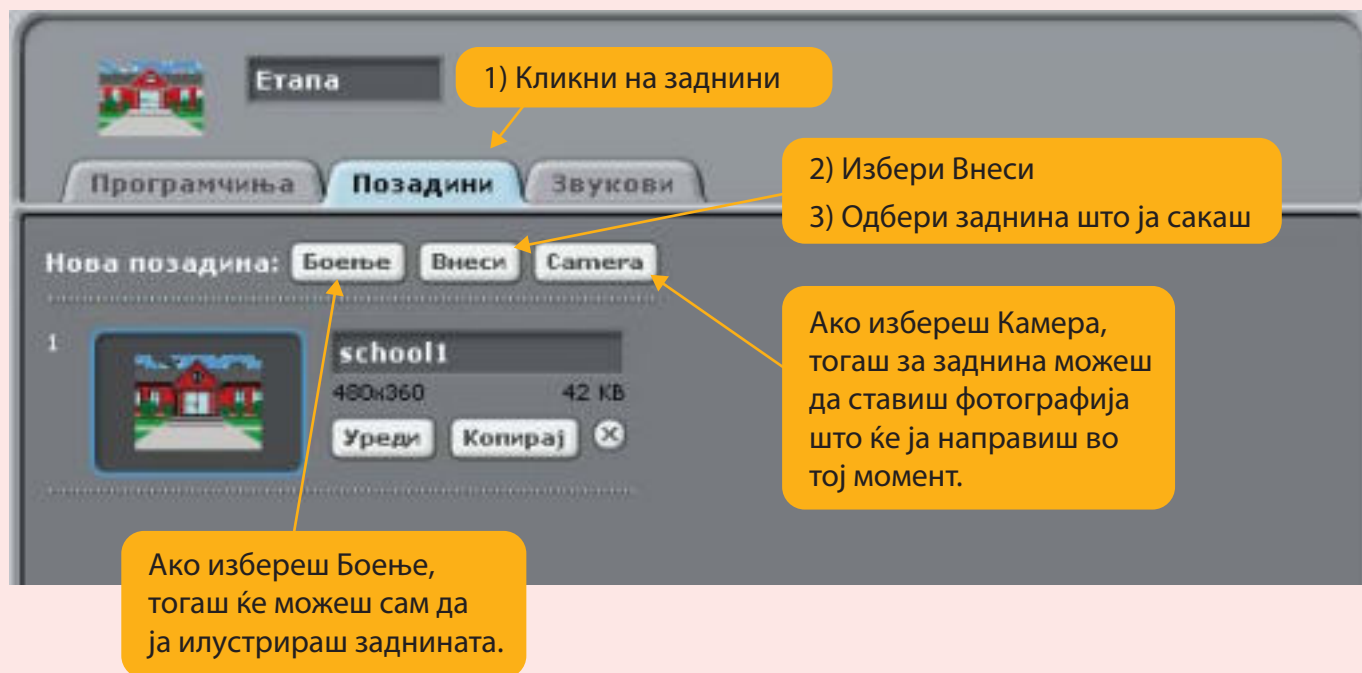 Етапа
1) Кликни на заднини
Програмчиња Позадини Звукови
2) Избери Внеси
3) Одбери заднина што ја сакаш
Нова позадина: Боење Внеси Camera
1
school1
480x360 42 KB
Уреди Копирај
Ако избереш Камера,
тогаш за заднина можеш
да ставиш фотографија
што ќе ја направиш во
тој момент.
Ако избереш Боење,
тогаш ќе можеш сам да
ја илустрираш заднината.